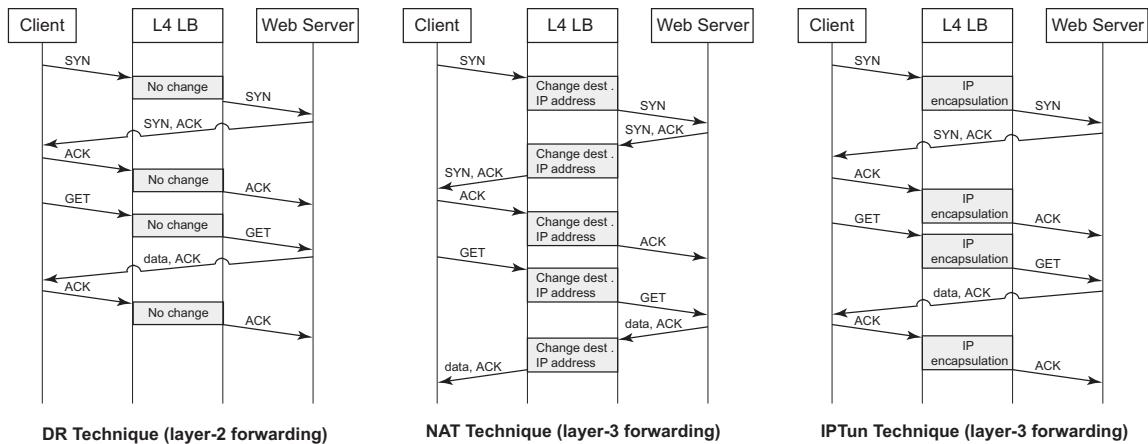 Client
L4 LB
Web Server
SYN
No change
SYN
SYN, ACK
ACK
No change
ACK
GET
No change
GET
data, ACK
ACK
No change
ACK
DR Technique (layer-2 forwarding)
Client
L4 LB
Web Server
SYN
Change dest .
IP address
SYN
SYN, ACK
Change dest .
IP address
SYN, ACK
ACK
Change dest .
IP address
ACK
GET
Change dest .
IP address
GET
data, ACK
Change dest .
IP address
data, ACK
NAT Technique (layer-3 forwarding)
Client
L4 LB
Web Server
SYN
IP
encapsulation
SYN
SYN, ACK
ACK
IP
encapsulation
ACK
GET
IP
encapsulation
GET
data, ACK
ACK
IP
encapsulation
ACK
IPTun Technique (layer-3 forwarding)